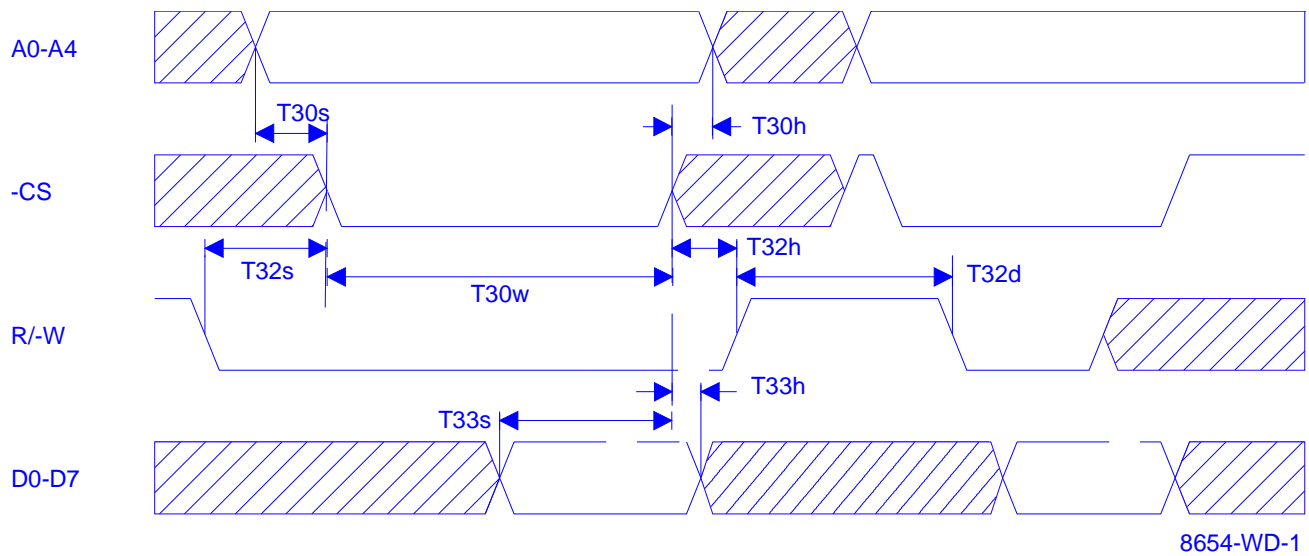 A0-A4
T30s
T30h
-CS
T32s
T30w
T32h
T32d
R/-W
T33s
T33h
D0-D7
8654-WD-1